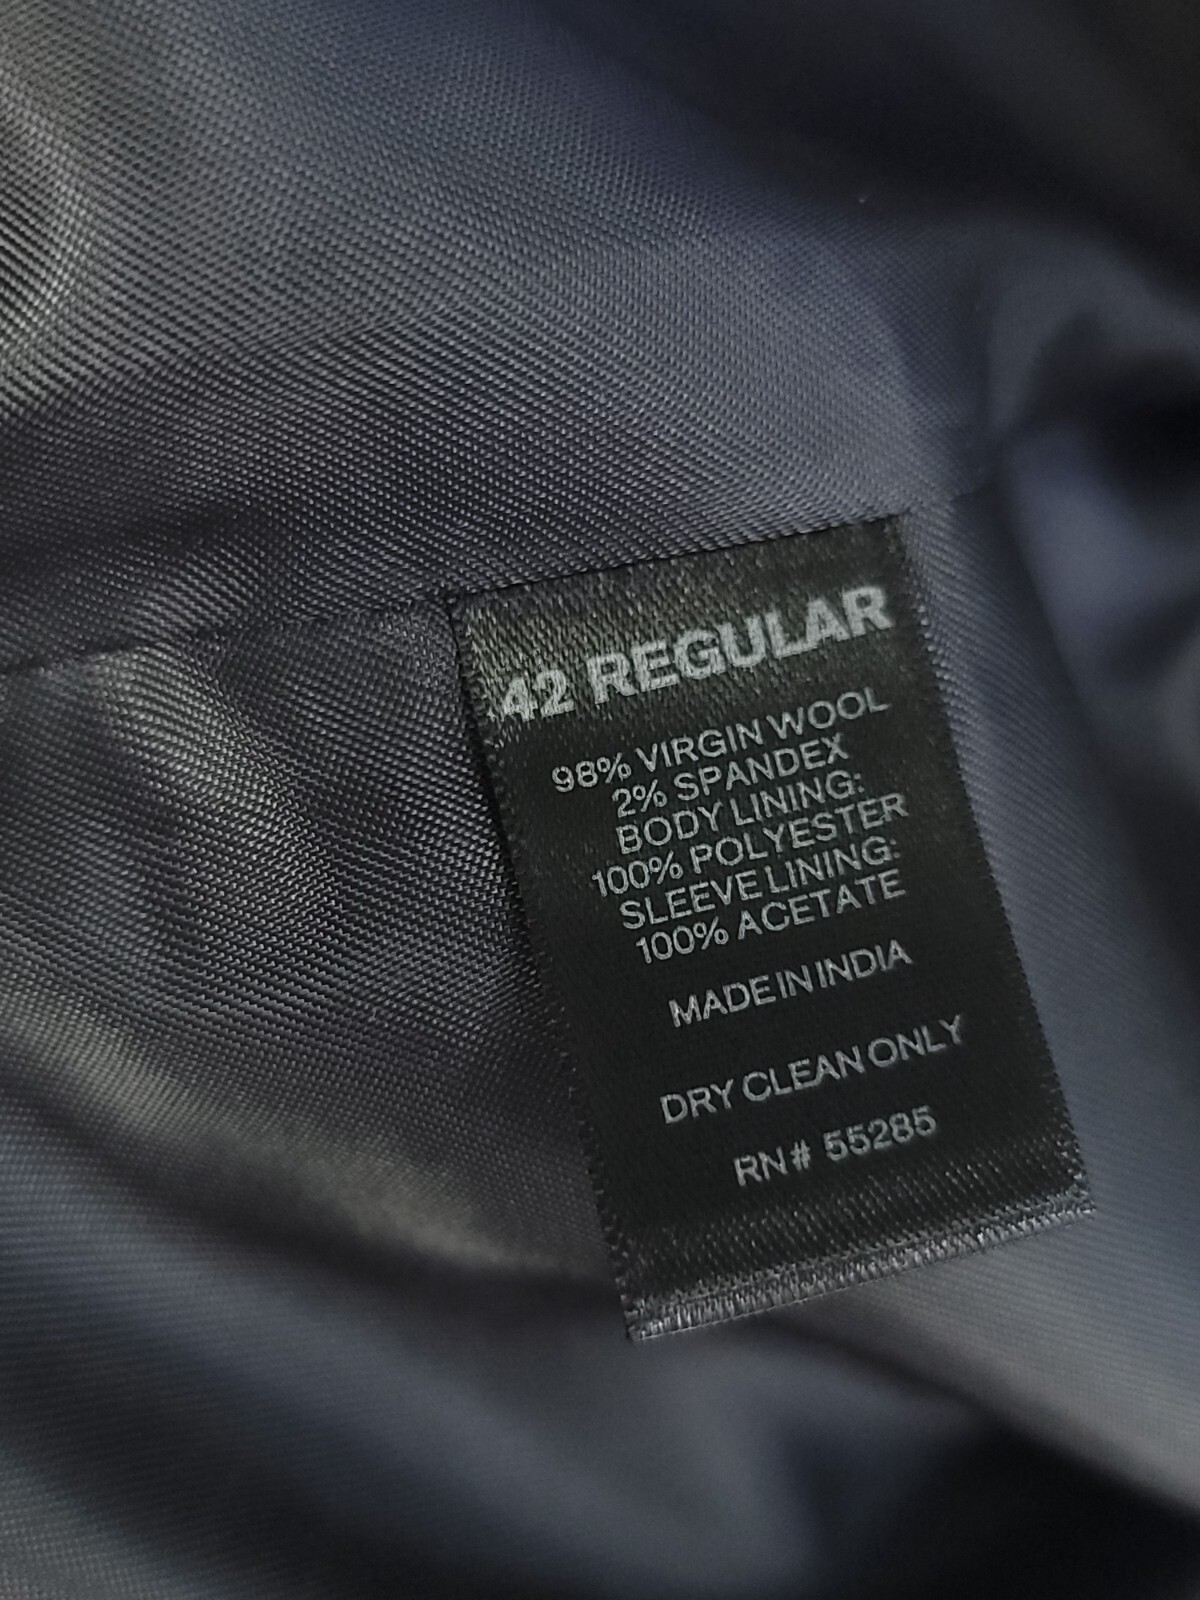 42 REGULAR
98% VIRGIN WOOL
2% SPANDEX
BODY LINING:
100% POLYESTER
SLEEVE LINING:
100% ACETATE
MADE IN INDIA
DRY CLEAN ONLY
RN# 55285